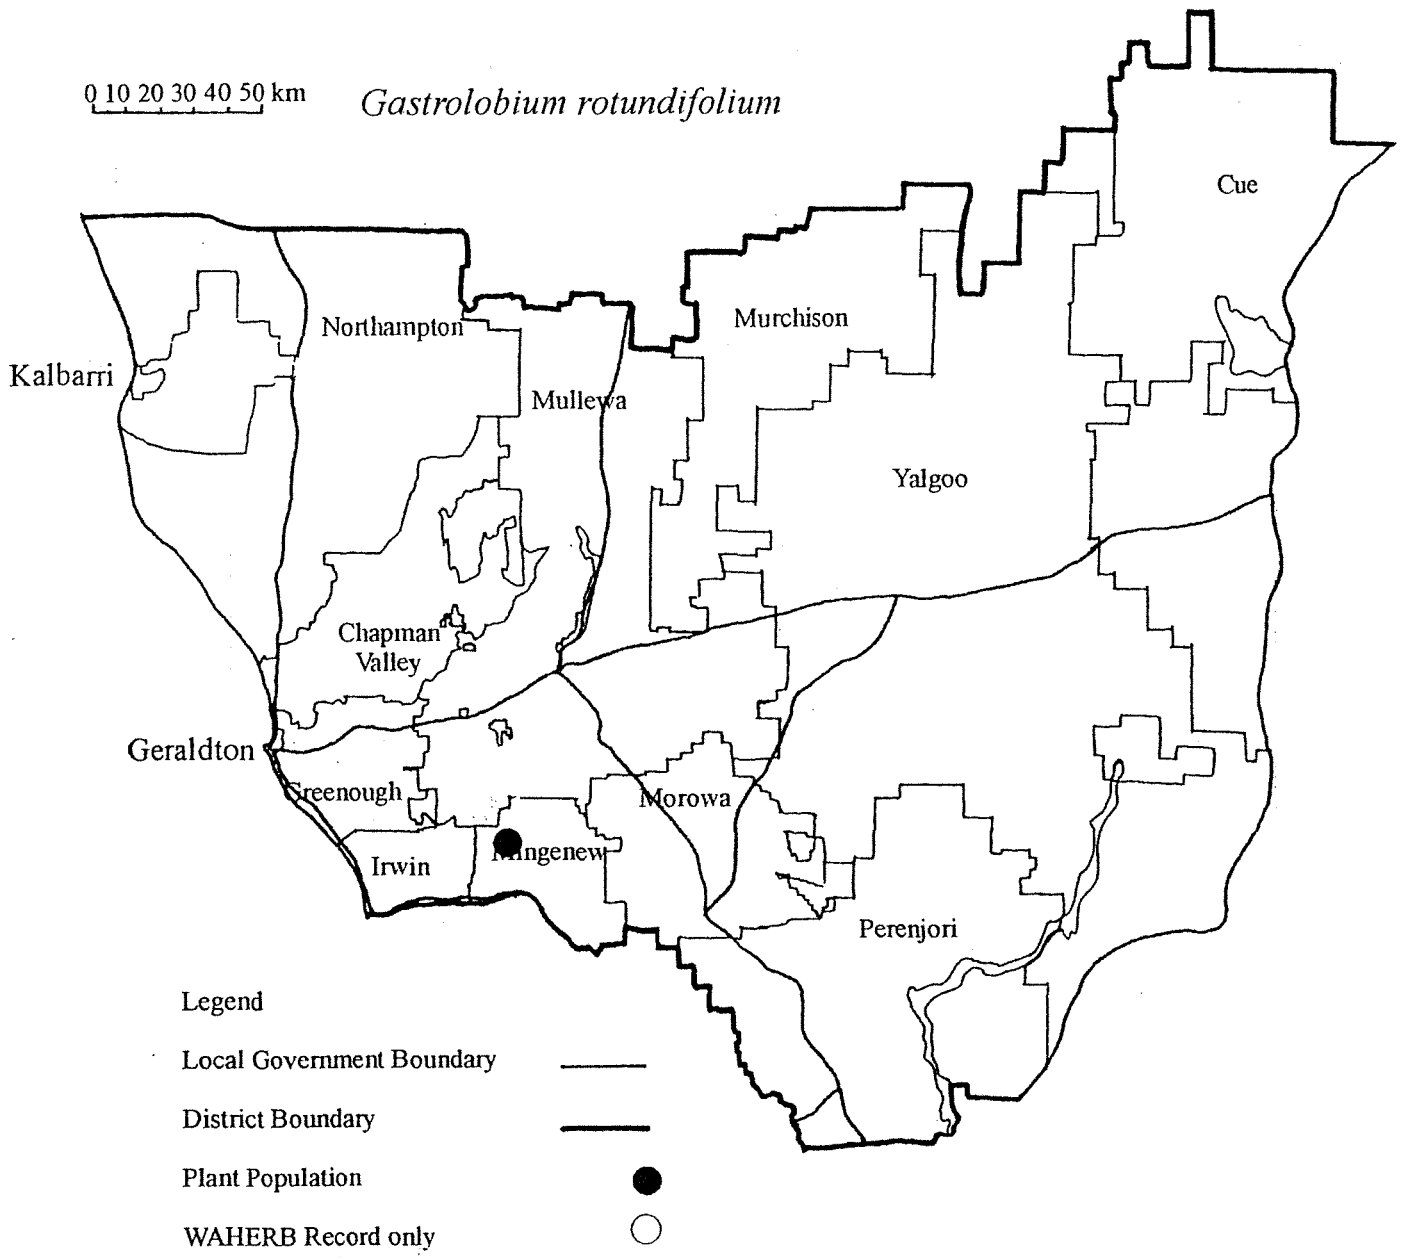 0 10 20 30 40 50 km
Gastrolobium rotundifolium
Cue
Northampton
Murchison
Kalbarri
Mullewa
Yalgoo
Chapman
Valley
Geraldton
Greenough
Morowa
Mingenew
Irwin
Perenjori
Legend
Local Government Boundary
District Boundary
Plant Population
WAHERB Record only